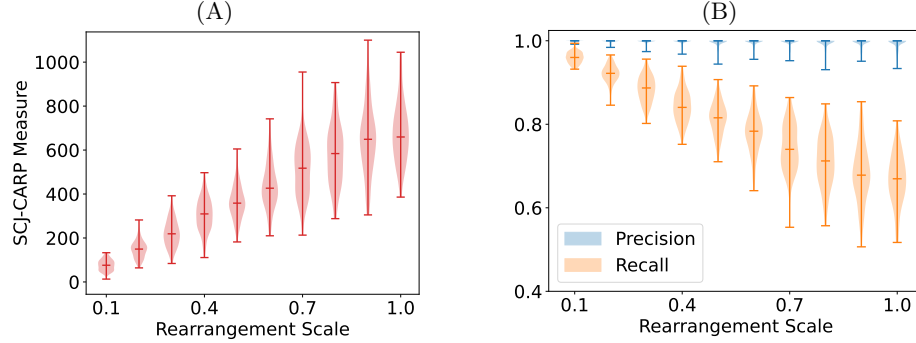 (A)
SCJ-CARP Measure
1000
800
600
400
200
0
0.1 0.4 0.7 1.0
Rearrangement Scale
(B)
1.0
0.8
0.6
0.4
Precision
Recall
0.1 0.4 0.7 1.0
Rearrangement Scale